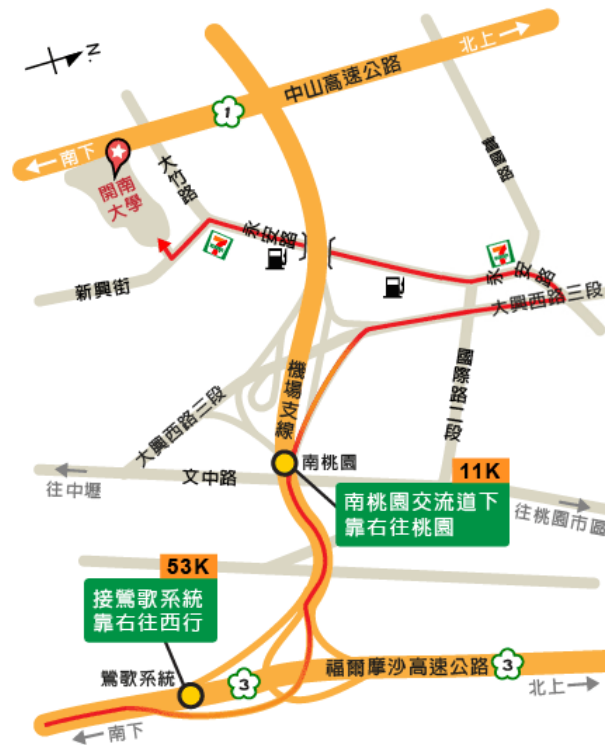 北上
中山高速公路
1
N
南下
開南
大學
大竹路
富國路
永安路
7
7
永安路
新興街
大興西路三段
國際路二段
機場支線
大興西路三段
南桃園
文中路
往中壢
11K
南桃園交流道下
靠右往桃園
往桃園市區
53K
接鶯歌系統
靠右往西行
鶯歌系統
3
福爾摩沙高速公路
3
北上
南下